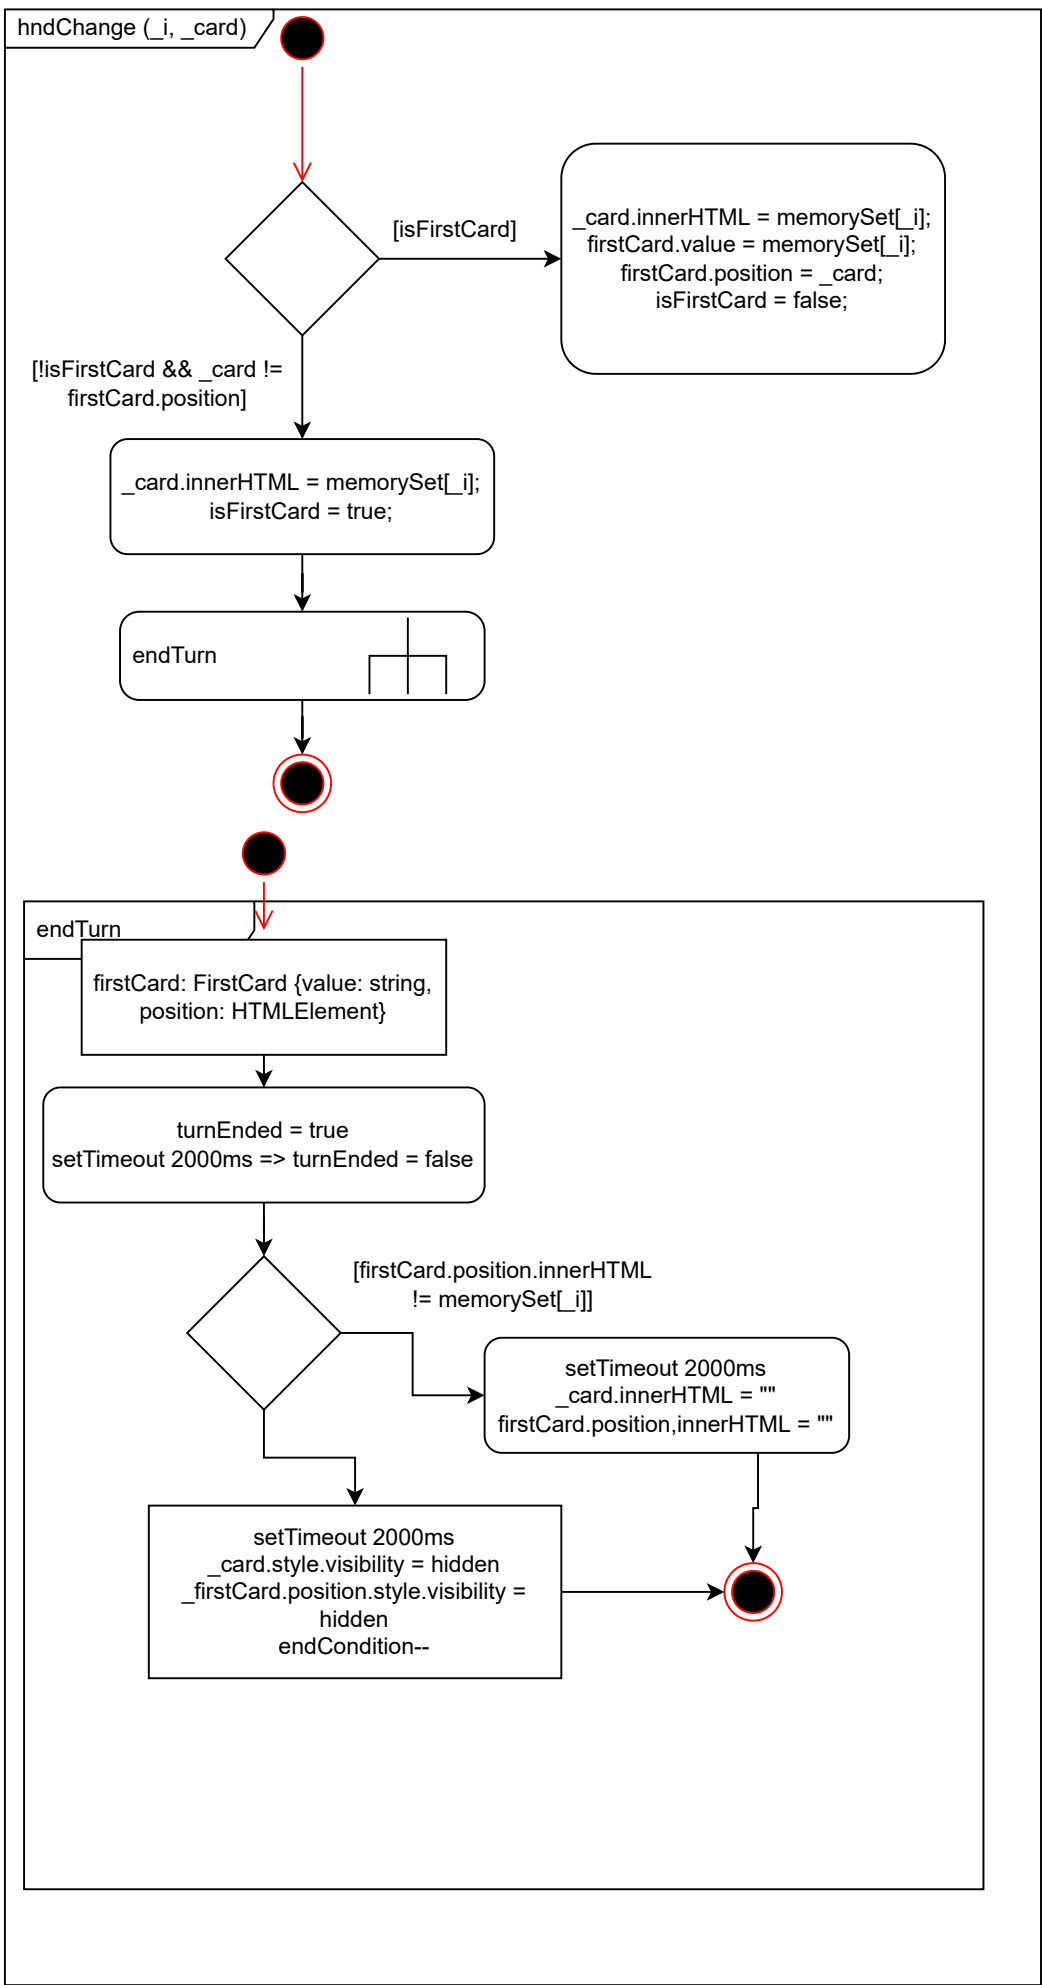 hndChange (_i, _card)
[isFirstCard]
_card.innerHTML = memorySet[_i];
firstCard.value = memorySet[_i];
firstCard.position = _card;
isFirstCard = false;
[!isFirstCard && _card !=
firstCard.position]
_card.innerHTML = memorySet[_i];
isFirstCard = true;
endTurn
endTurn
firstCard: FirstCard {value: string,
position: HTMLElement}
turnEnded = true
setTimeout 2000ms => turnEnded = false
[firstCard.position.innerHTML
!= memorySet[_i]]
setTimeout 2000ms
_card.innerHTML = ""
firstCard.position,innerHTML = ""
setTimeout 2000ms
_card.style.visibility = hidden
_firstCard.position.style.visibility =
hidden
endCondition--